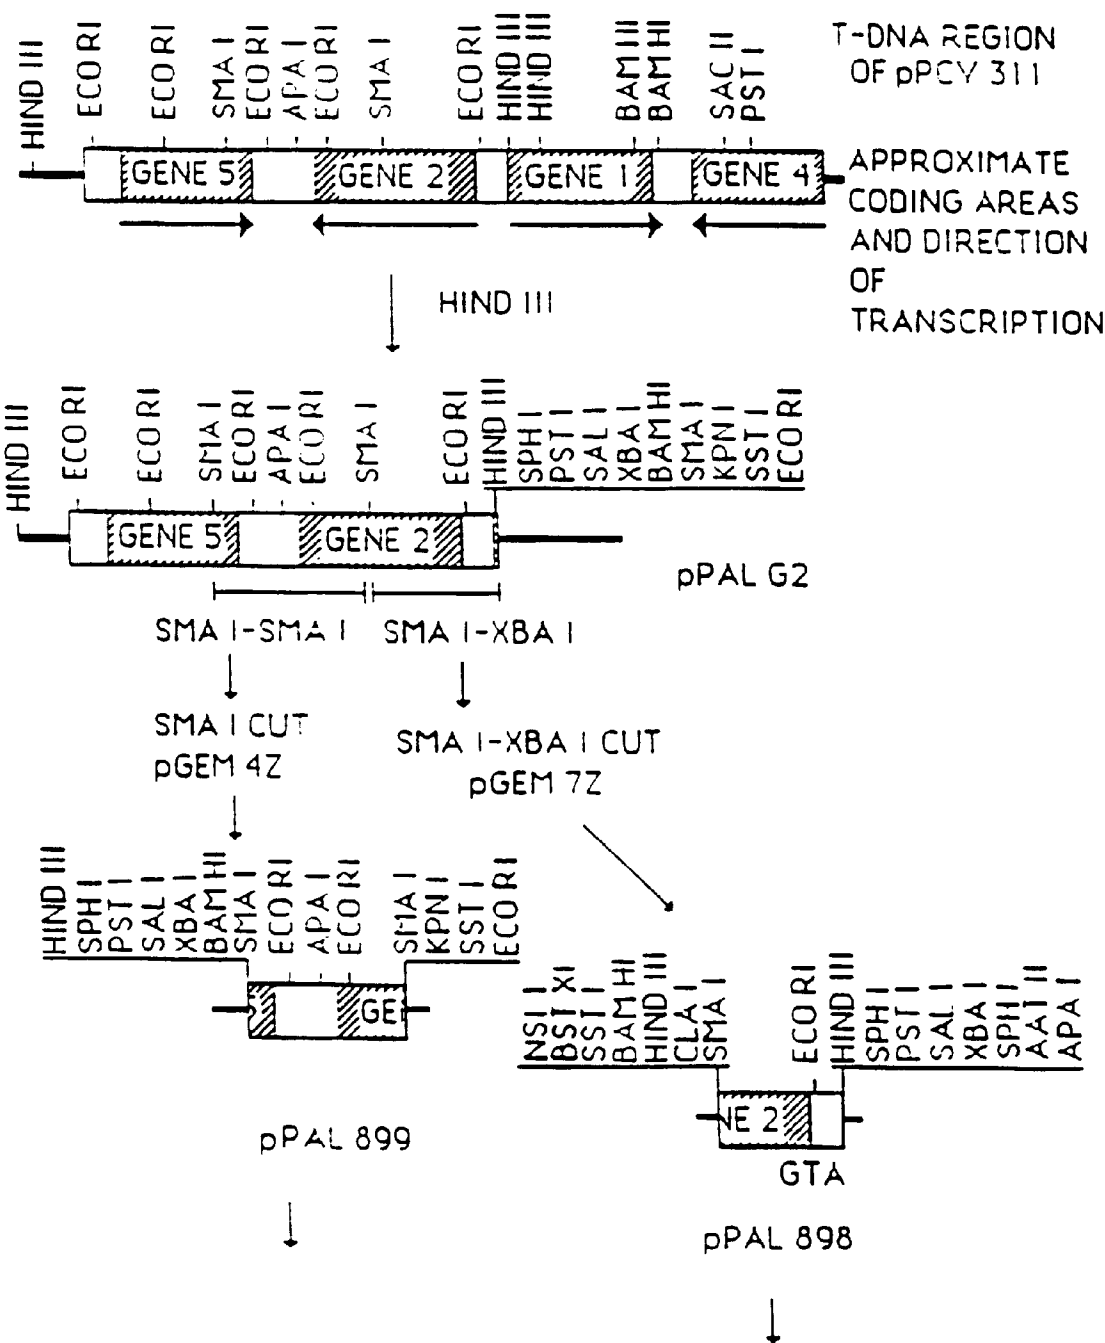 HIND III
ECO RI
ECO RI
SMA I
ECO RI
APA I
ECO RI
SMA I
ECO RI
HIND III
HIND III
BAM III
BAM HI
SAC II
PST I
T-DNA REGION
OF pPCY 311
GENE 5
GENE 2
GENE 1
GENE 4
APPROXIMATE
CODING AREAS
AND DIRECTION
OF
TRANSCRIPTION
HIND III
HIND III
ECO RI
ECO RI
SMA I
ECO RI
APA I
ECO RI
SMA I
ECO RI
HIND III
SPH I
PST I
SAL I
XBA I
BAM HI
SMA I
KPN I
SST I
ECO RI
GENE 5
GENE 2
pPAL G2
SMA I-SMA I
SMA I-XBA I
SMA I CUT
pGEM 4Z
SMA I-XBA I CUT
pGEM 7Z
HIND III
SPH I
PST I
SAL I
XBA I
BAM HI
SMA I
ECO RI
APA I
ECO RI
SMA I
KPN I
SST I
ECO RI
5
GE
pPAL 899
NSI I
BST XI
SST I
BAM HI
HIND III
CLA I
SMA I
ECO RI
HIND III
SPH I
PST I
SAL I
XBA I
SPH I
AAT II
APA I
NE 2
GTA
pPAL 898